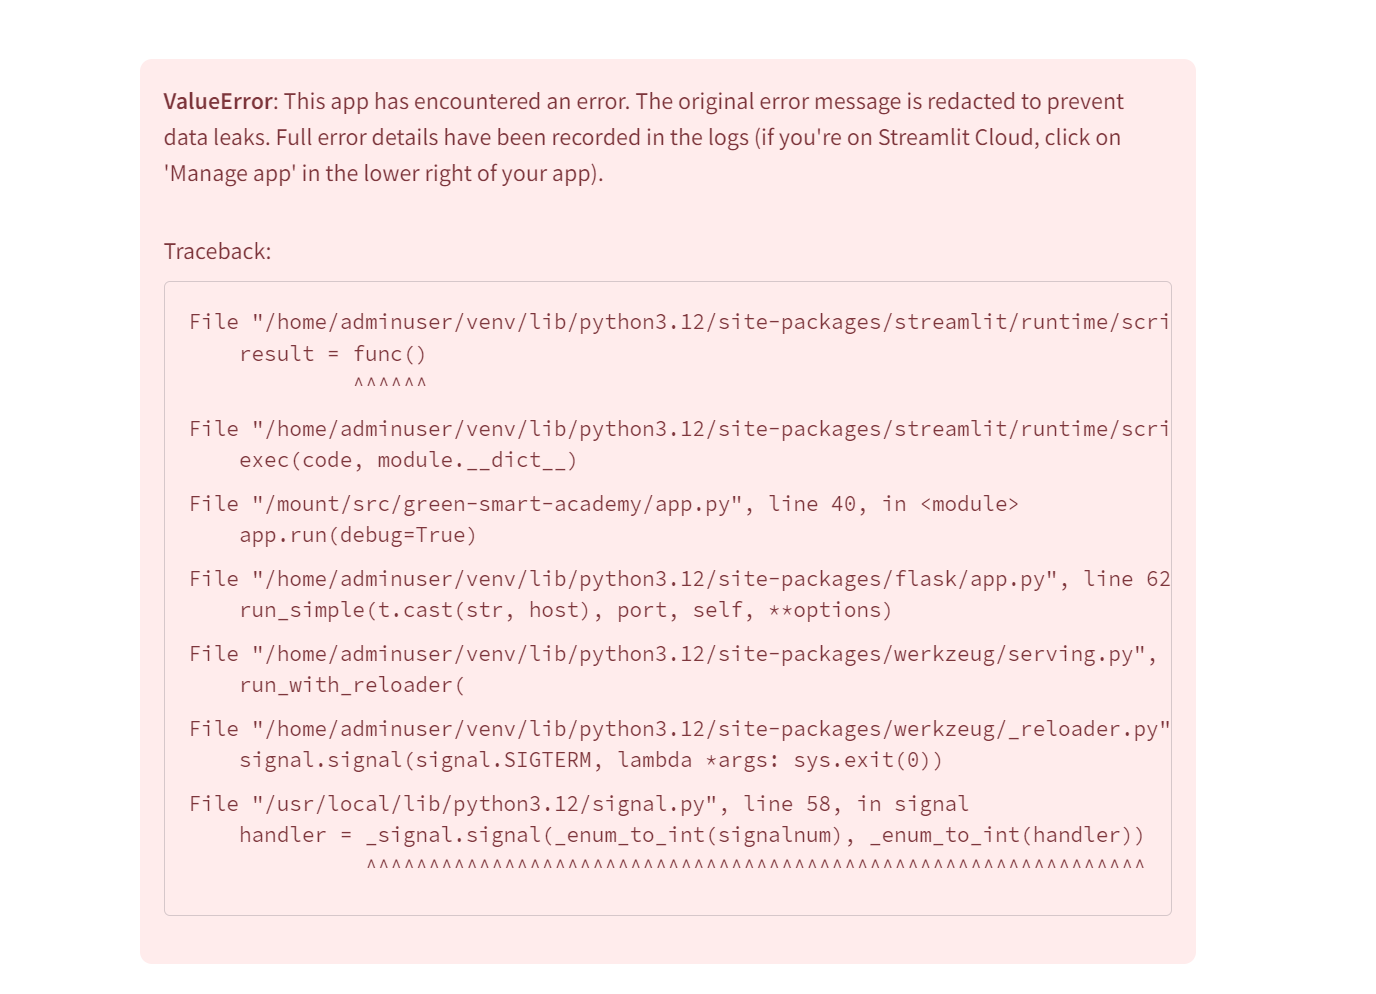 ValueError: This app has encountered an error. The original error message is redacted to prevent
data leaks. Full error details have been recorded in the logs (if you're on Streamlit Cloud, click on
'Manage app' in the lower right of your app).
Traceback:
File "/home/adminuser/venv/lib/python3.12/site-packages/streamlit/runtime/scri
result = func()
^^^^^^
File "/home/adminuser/venv/lib/python3.12/site-packages/streamlit/runtime/scri
exec(code, module.__dict__)
File "/mount/src/green-smart-academy/app.py", line 40, in <module>
app.run(debug=True)
File "/home/adminuser/venv/lib/python3.12/site-packages/flask/app.py", line 62
run_simple(t.cast(str, host), port, self, **options)
File "/home/adminuser/venv/lib/python3.12/site-packages/werkzeug/serving.py",
run_with_reloader(
File "/home/adminuser/venv/lib/python3.12/site-packages/werkzeug/_reloader.py"
signal.signal(signal.SIGTERM, lambda *args: sys.exit(0))
File "/usr/local/lib/python3.12/signal.py", line 58, in signal
handler = _signal.signal(_enum_to_int(signalnum), _enum_to_int(handler))
^^^^^^^^^^^^^^^^^^^^^^^^^^^^^^^^^^^^^^^^^^^^^^^^^^^^^^^^^^^^^^